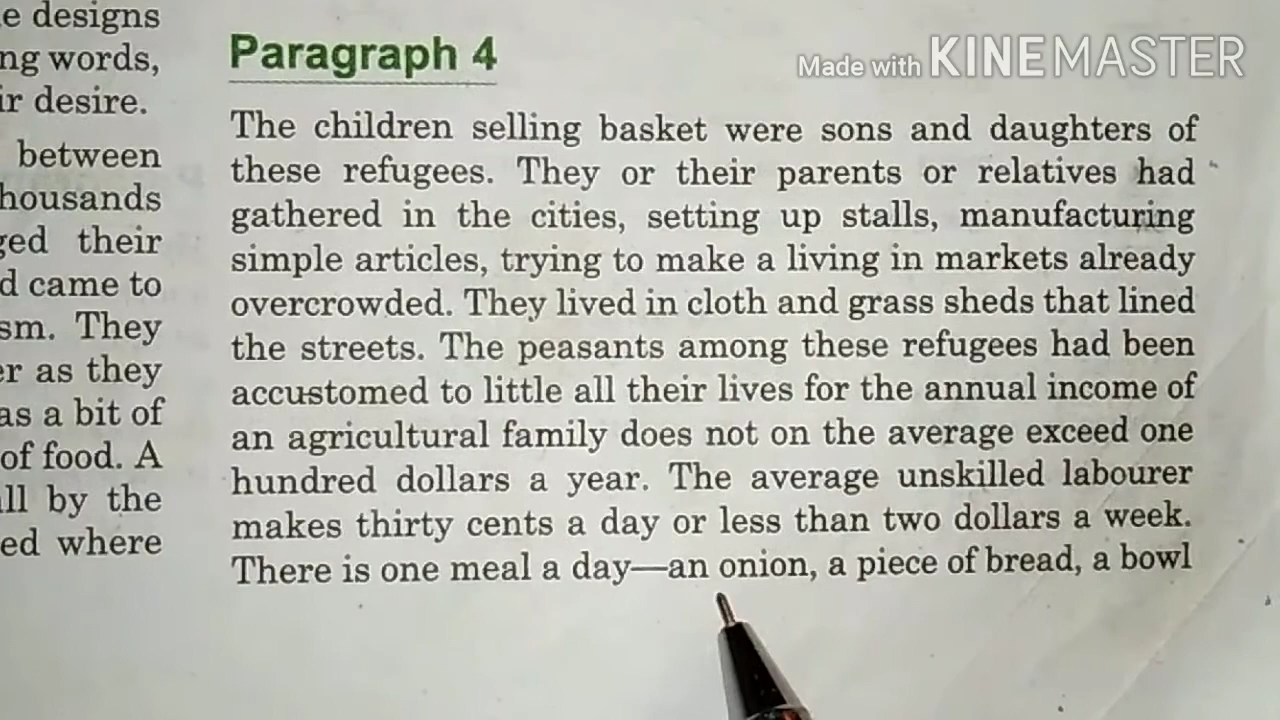 e designs
ng words,
ir desire.
between
housands
ged their
d came to
sm. They
er as they
as a bit of
of food. A
ll by the
ed where
Paragraph 4
Made with KINEMASTER
The children selling basket were sons and daughters of
these refugees. They or their parents or relatives had
gathered in the cities, setting up stalls, manufacturing
simple articles, trying to make a living in markets already
overcrowded. They lived in cloth and grass sheds that lined
the streets. The peasants among these refugees had been
accustomed to little all their lives for the annual income of
an agricultural family does not on the average exceed one
hundred dollars a year. The average unskilled labourer
makes thirty cents a day or less than two dollars a week.
There is one meal a day—an onion, a piece of bread, a bowl